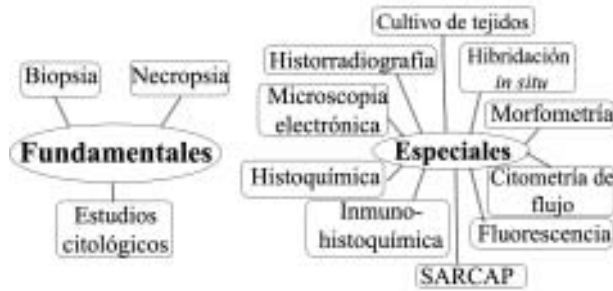 Biopsia
Necropsia
Fundamentales
Estudios
citológicos
Cultivo de tejidos
Historradiografía
Hibridación
in situ
Microscopia
electrónica
Morfometría
Especiales
Histoquímica
Citometría de
flujo
Inmuno-
histoquímica
Fluorescencia
SARCAP